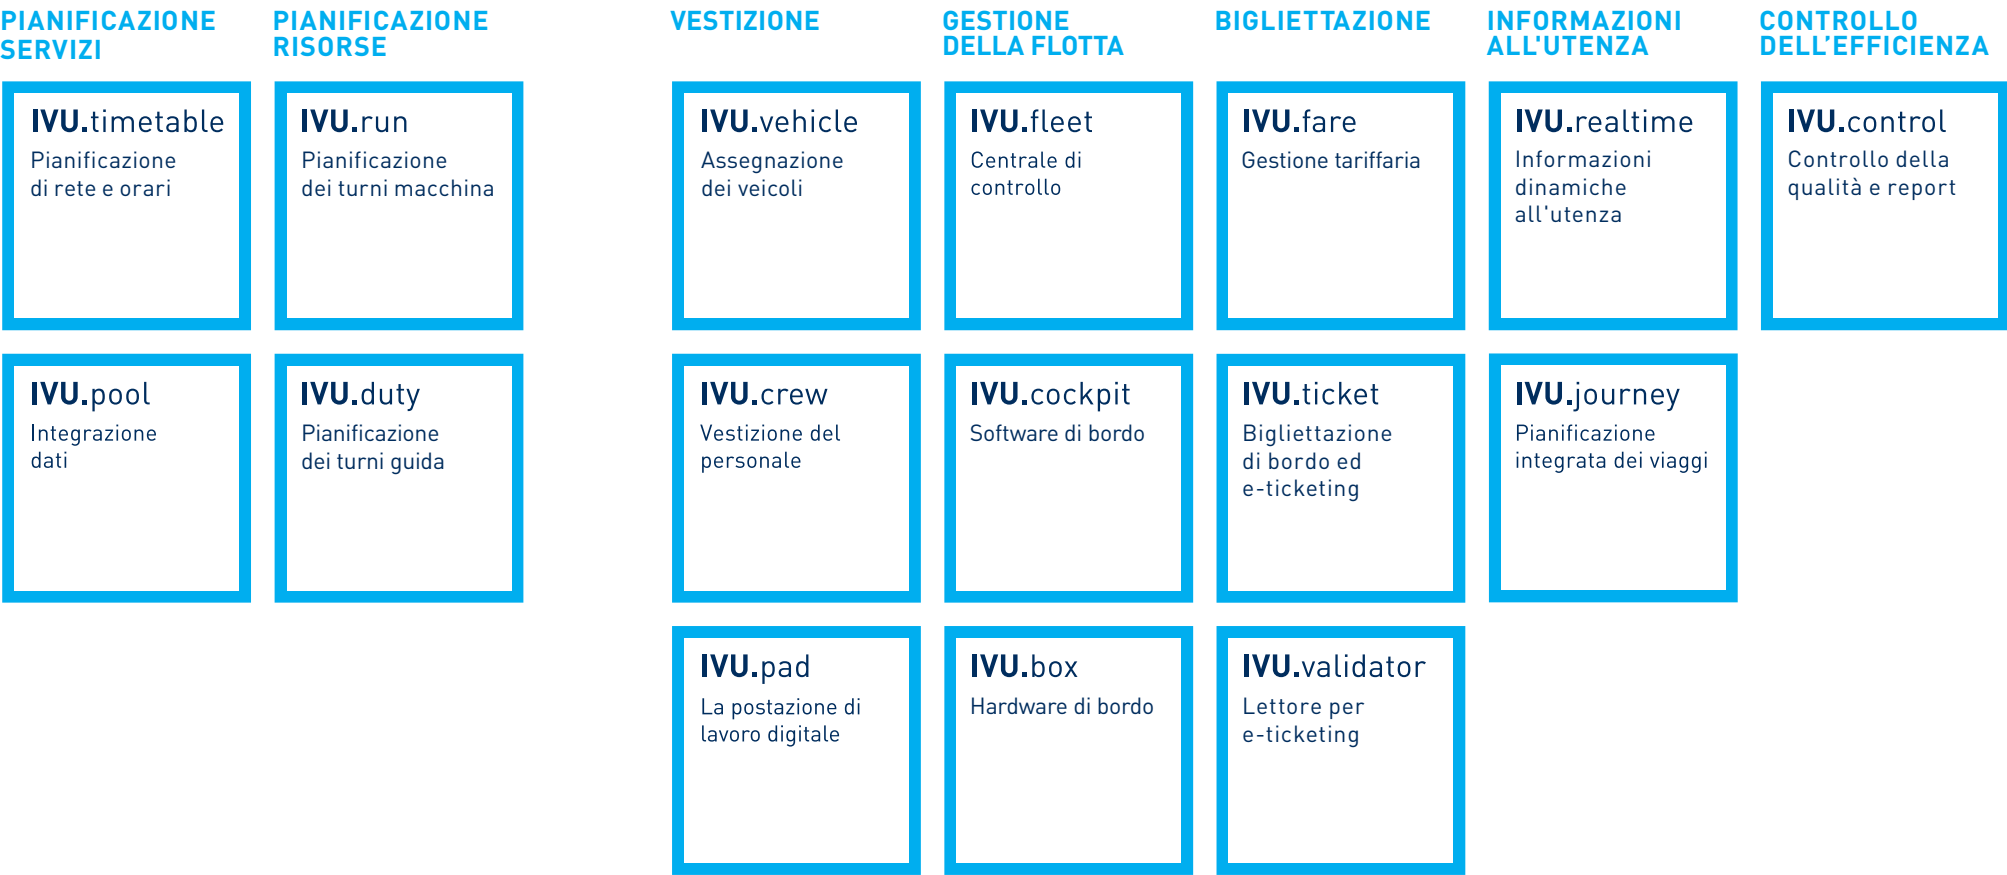 PIANIFICAZIONE
SERVIZI
PIANIFICAZIONE
RISORSE
VESTIZIONE
GESTIONE
DELLA FLOTTA
BIGLIETTAZIONE
INFORMAZIONI
ALL'UTENZA
CONTROLLO
DELL’EFFICIENZA
IVU.timetable
Pianificazione
di rete e orari
IVU.run
Pianificazione
dei turni macchina
IVU.vehicle
Assegnazione
dei veicoli
IVU.fleet
Centrale di
controllo
IVU.fare
Gestione tariffaria
IVU.realtime
Informazioni
dinamiche
all'utenza
IVU.control
Controllo della
qualità e report
IVU.pool
Integrazione
dati
IVU.duty
Pianificazione
dei turni guida
IVU.crew
Vestizione del
personale
IVU.cockpit
Software di bordo
IVU.ticket
Bigliettazione
di bordo ed
e-ticketing
IVU.journey
Pianificazione
integrata dei viaggi
IVU.pad
La postazione di
lavoro digitale
IVU.box
Hardware di bordo
IVU.validator
Lettore per
e-ticketing